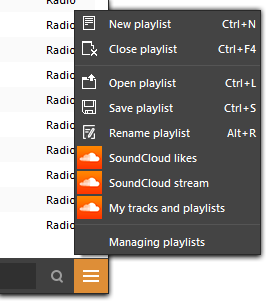 Radio
Radio New playlist Ctrl+N
Radio Close playlist Ctrl+F4
Radio
Radio Open playlist Ctrl+L
Radio Save playlist Ctrl+S
Radio Rename playlist Alt+R
Radio SoundCloud likes
Radio SoundCloud stream
Radio My tracks and playlists
Managing playlists